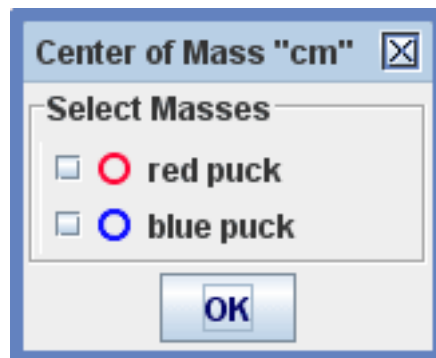 Center of Mass "cm"
Select Masses
red puck
blue puck
OK